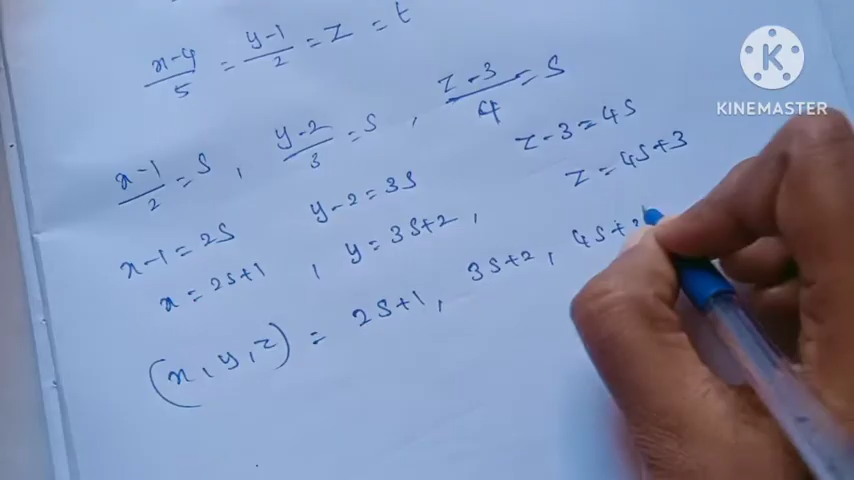 x-4/5 = y-1/2 = z = t
x-1/2 = s, y-2/3 = s, z-3/4 = s
x-1 = 2s y-2 = 3s z-3 = 4s
x = 2s+1, y = 3s+2, z = 4s+3
(x, y, z) = 2s+1, 3s+2, 4s+
KINEMASTER